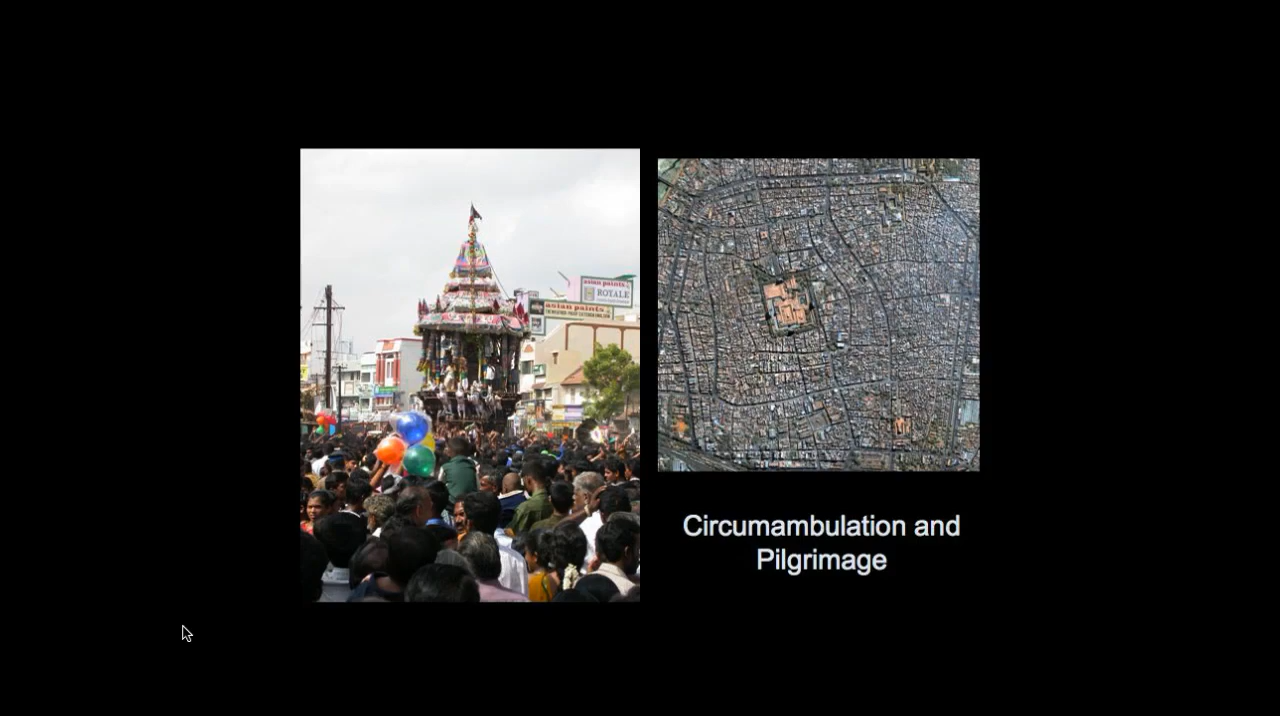 asian paints
ROYALE
asian paints
Circumambulation and
Pilgrimage